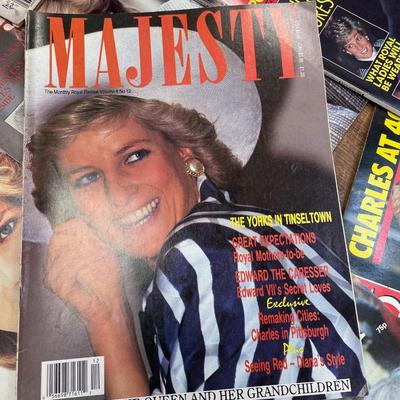 MAJESTY
The Monthly Royal Review Volume 8 No 12
THE YORKS IN TINSELTOWN
GREAT EXPECTATIONS
Royal Mothers-to-be
EDWARD THE CARESSER
Edward VII's Secret Loves
Exclusive
Remaking Cities:
Charles in Pittsburgh
Plus
Seeing Red – Diana's Style
QUEEN AND HER GRANDCHILDREN
12
WHAT ROYAL
LADIES WILL
BE WEARING
CHARLES AT 40
75p